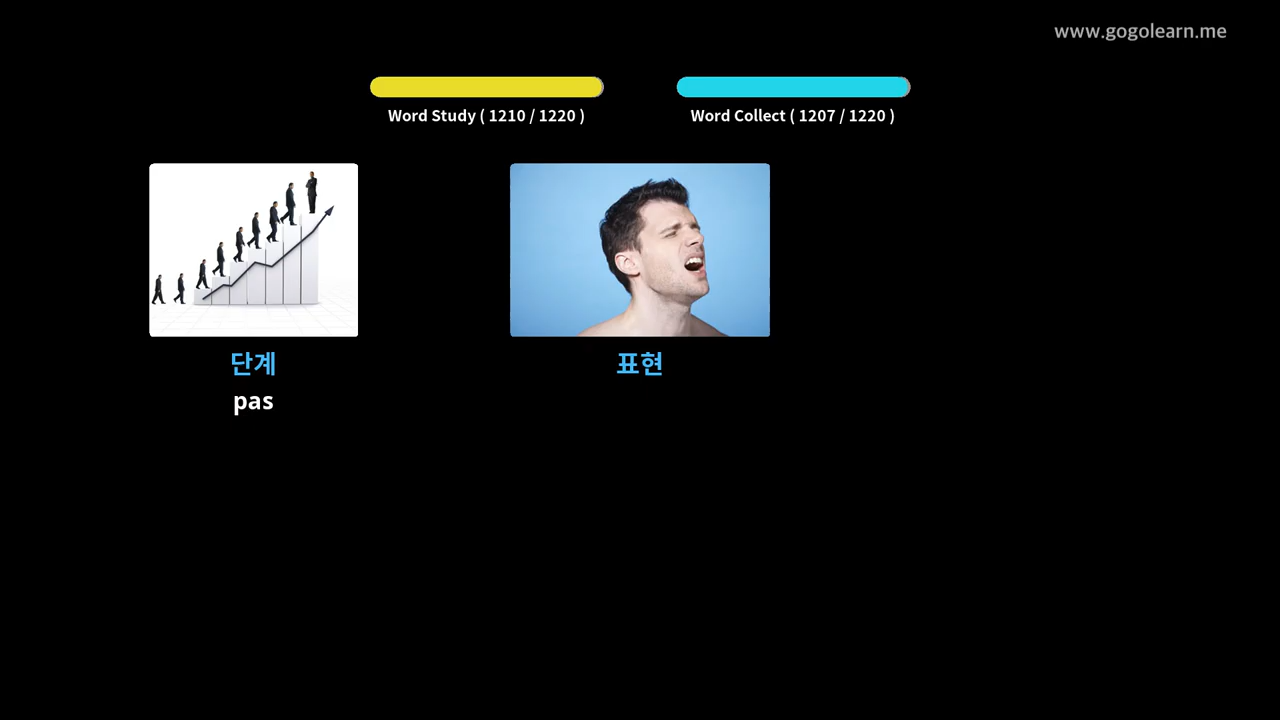 www.gogolearn.me
Word Study ( 1210 / 1220 )
Word Collect ( 1207 / 1220 )
단계
pas
표현